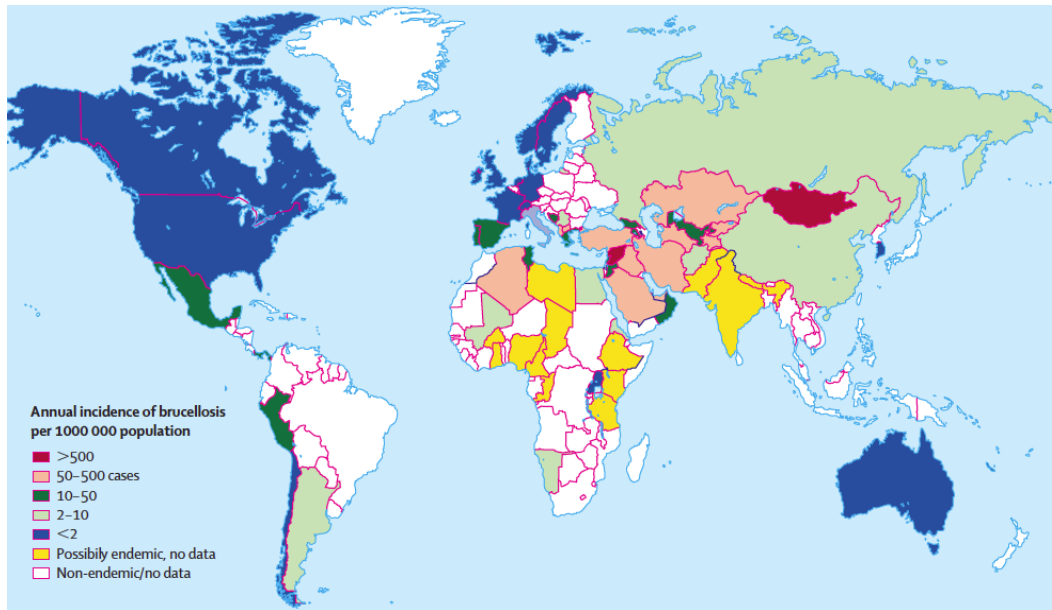 Annual incidence of brucellosis
per 1000 000 population
>500
50–500 cases
10–50
2–10
<2
Possibily endemic, no data
Non-endemic/no data